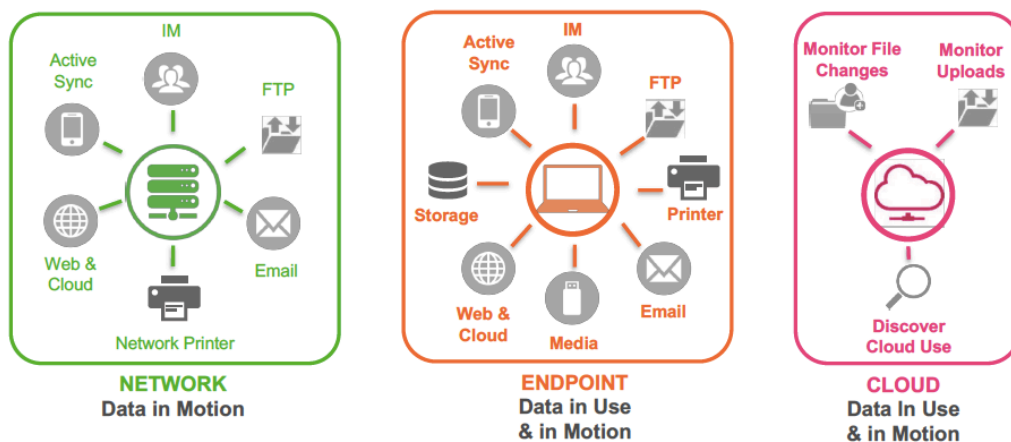 IM
Active
Sync
FTP
Web &
Cloud
Email
Network Printer
NETWORK
Data in Motion
IM
Active
Sync
FTP
Storage
Printer
Web &
Cloud
Media
Email
ENDPOINT
Data in Use
& in Motion
Monitor File
Changes
Monitor
Uploads
Discover
Cloud Use
CLOUD
Data In Use
& in Motion